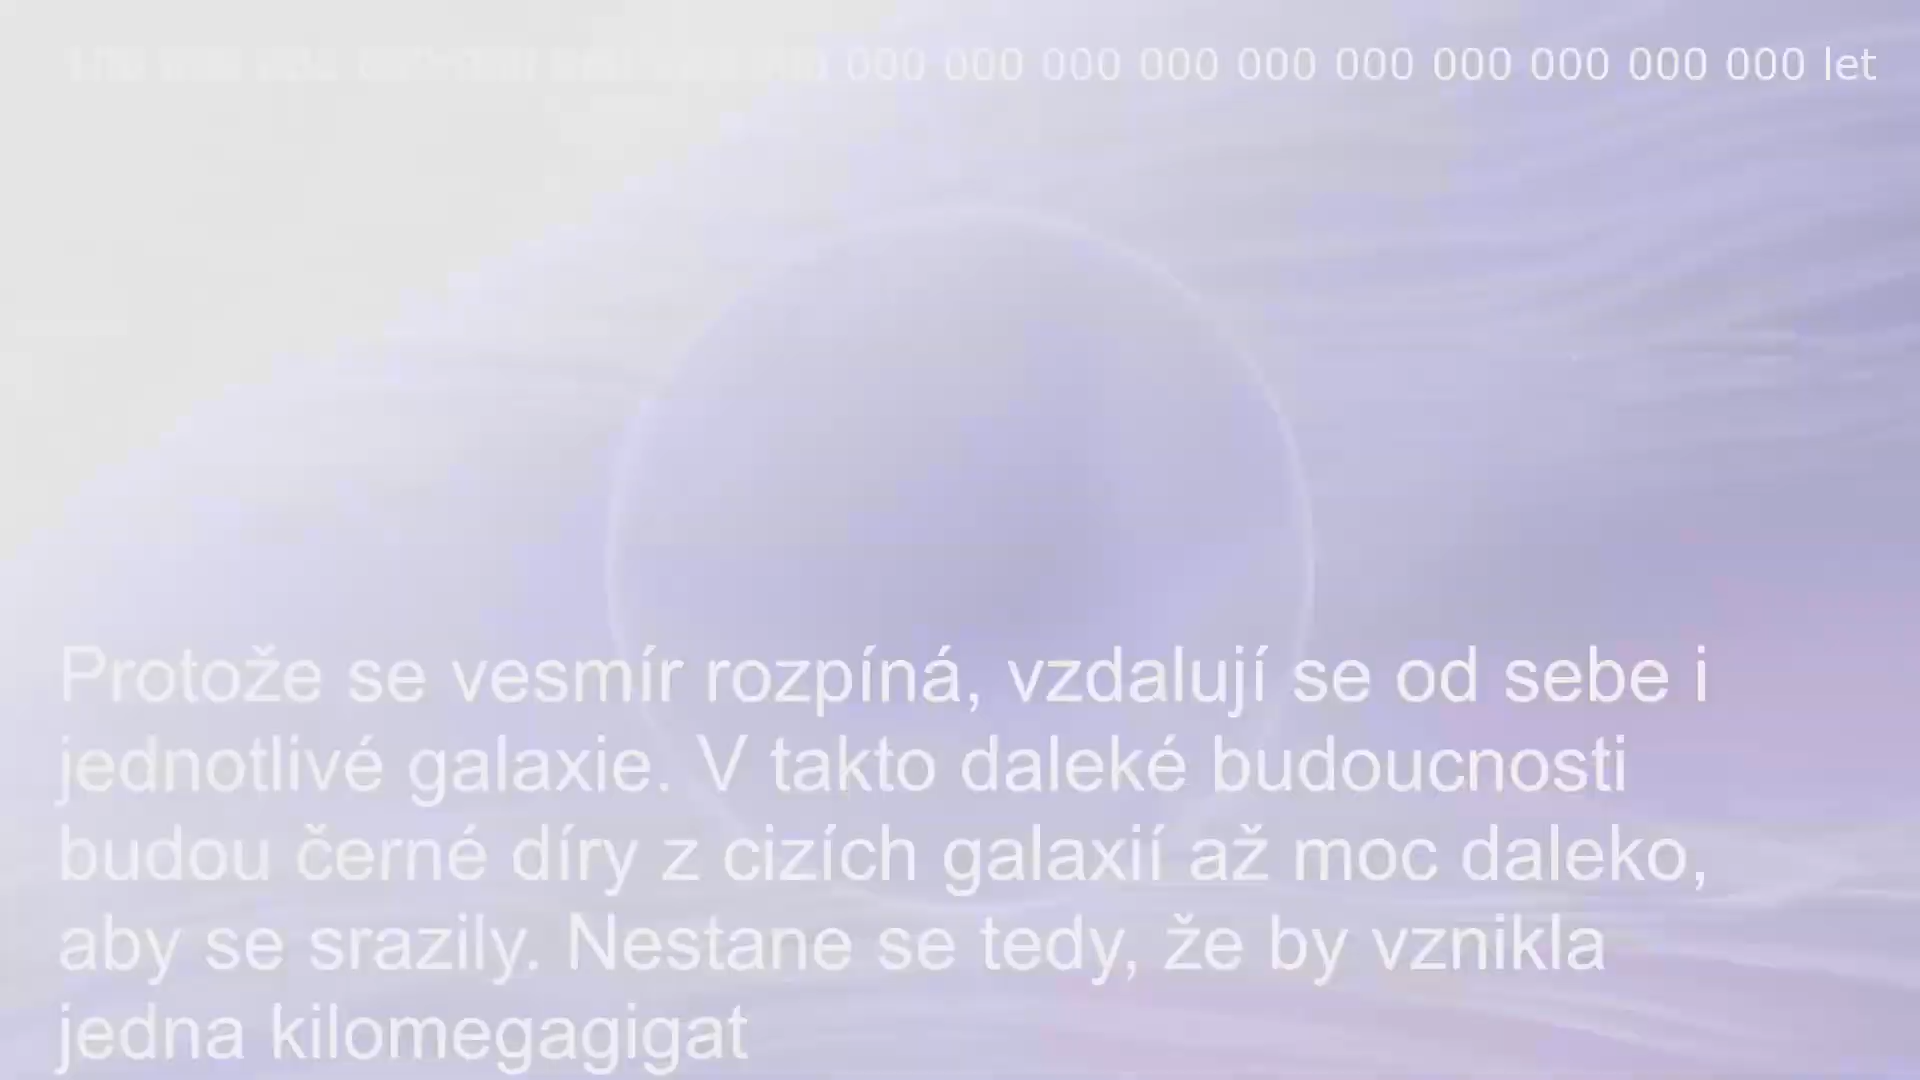 000 000 000 000 000 000 000 000 000 000 let
Protože se vesmír rozpíná, vzdalují se od sebe i
jednotlivé galaxie. V takto daleké budoucnosti
budou černé díry z cizích galaxií až moc daleko,
aby se srazily. Nestane se tedy, že by vznikla
jedna kilomegagigat